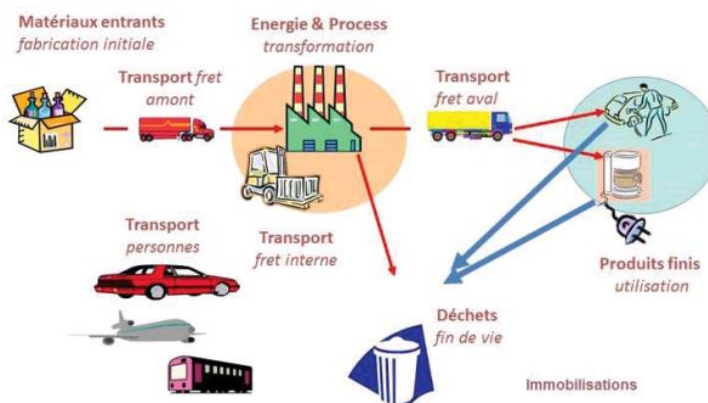 Matériaux entrants
fabrication initiale
Energie & Process
transformation
Transport fret
amont
Transport
fret aval
Transport
personnes
Transport
fret interne
Produits finis
utilisation
Déchets
fin de vie
Immobilisations